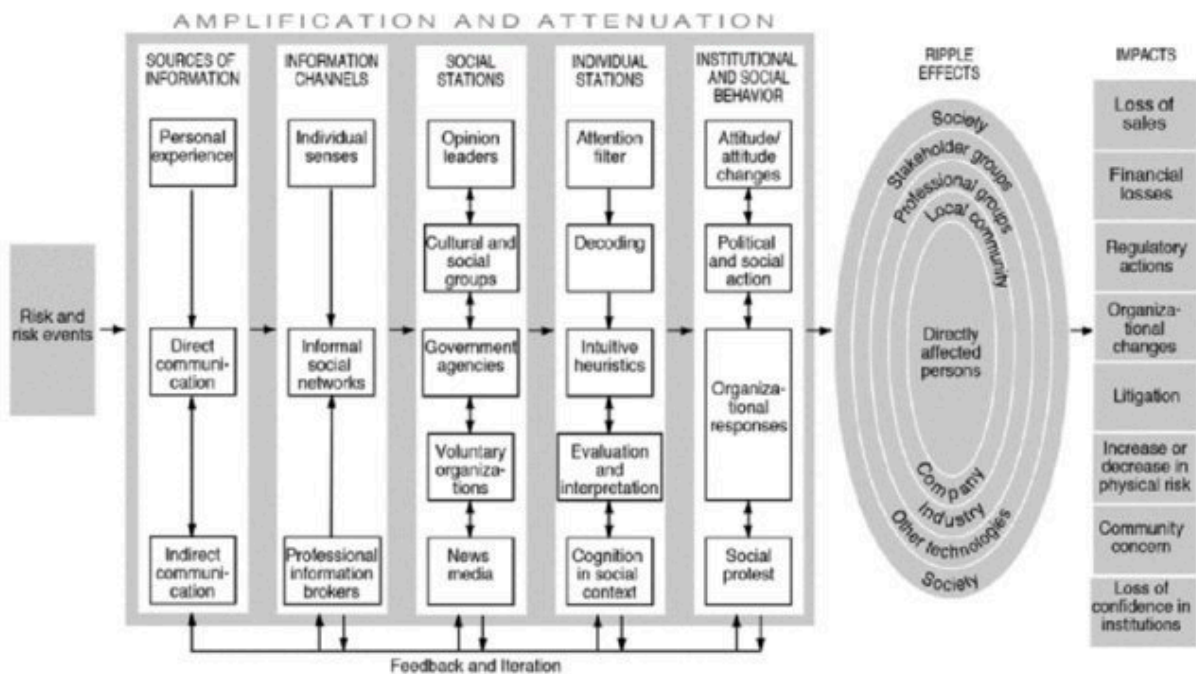 AMPLIFICATION AND ATTENUATION
SOURCES OF
INFORMATION
INFORMATION
CHANNELS
SOCIAL
STATIONS
INDIVIDUAL
STATIONS
INSTITUTIONAL
AND SOCIAL
BEHAVIOR
RIPPLE
EFFECTS
IMPACTS
Risk and
risk events
Personal
experience
Direct
communi-
cation
Indirect
communi-
cation
Individual
senses
Informal
social
networks
Professional
information
brokers
Opinion
leaders
Cultural and
social
groups
Government
agencies
Voluntary
organiza-
tions
News
media
Attention
filter
Decoding
Intuitive
heuristics
Evaluation and
interpretation
Cognition
in social
context
Attitude/
attitude
changes
Political
and social
action
Organiza-
tional
responses
Social
protest
Society
Stakeholder groups
Professional groups
Local community
Directly
affected
persons
Company
Industry
Other technologies
Society
Loss of
sales
Financial
losses
Regulatory
actions
Organiza-
tional
changes
Litigation
Increase or
decrease in
physical risk
Community
concern
Loss of
confidence in
institutions
Feedback and Iteration